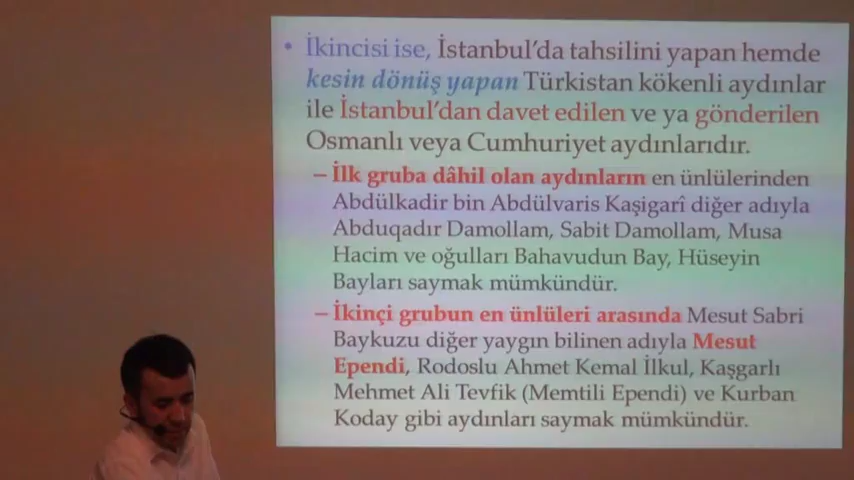 • İkincisi ise, İstanbul'da tahsilini yapan hemde
kesin dönüş yapan Türkistan kökenli aydınlar
ile İstanbul'dan davet edilen ve ya gönderilen
Osmanlı veya Cumhuriyet aydınlarıdır.
– İlk gruba dâhil olan aydınların en ünlülerinden
Abdülkadir bin Abdülvaris Kaşigarî diğer adıyla
Abduqadır Damollam, Sabit Damollam, Musa
Hacim ve oğulları Bahavudun Bay, Hüseyin
Bayları saymak mümkündür.
– İkinçi grubun en ünlüleri arasında Mesut Sabri
Baykuzu diğer yaygın bilinen adıyla Mesut
Ependi, Rodoslu Ahmet Kemal İlkul, Kaşgarlı
Mehmet Ali Tevfik (Memtili Ependi) ve Kurban
Koday gibi aydınları saymak mümkündür.